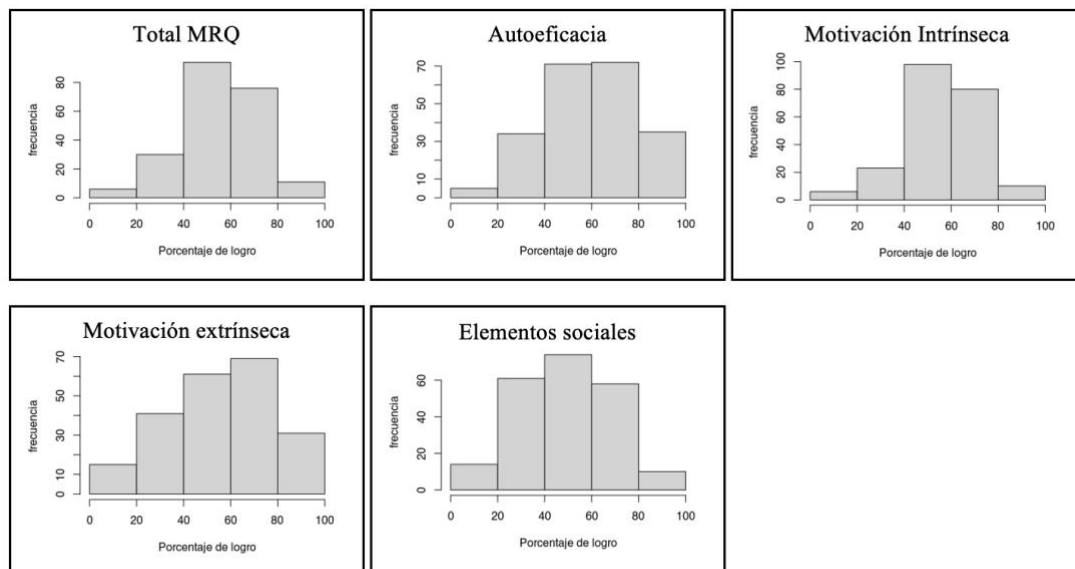 Total MRQ
frecuencia
80
60
40
20
0
0 20 40 60 80 100
Porcentaje de logro
Autoeficacia
frecuencia
70
50
30
10
0
0 20 40 60 80 100
Porcentaje de logro
Motivación Intrínseca
frecuencia
100
80
60
40
20
0
0 20 40 60 80 100
Porcentaje de logro
Motivación extrínseca
frecuencia
70
50
30
10
0
0 20 40 60 80 100
Porcentaje de logro
Elementos sociales
frecuencia
60
40
20
0
0 20 40 60 80 100
Porcentaje de logro